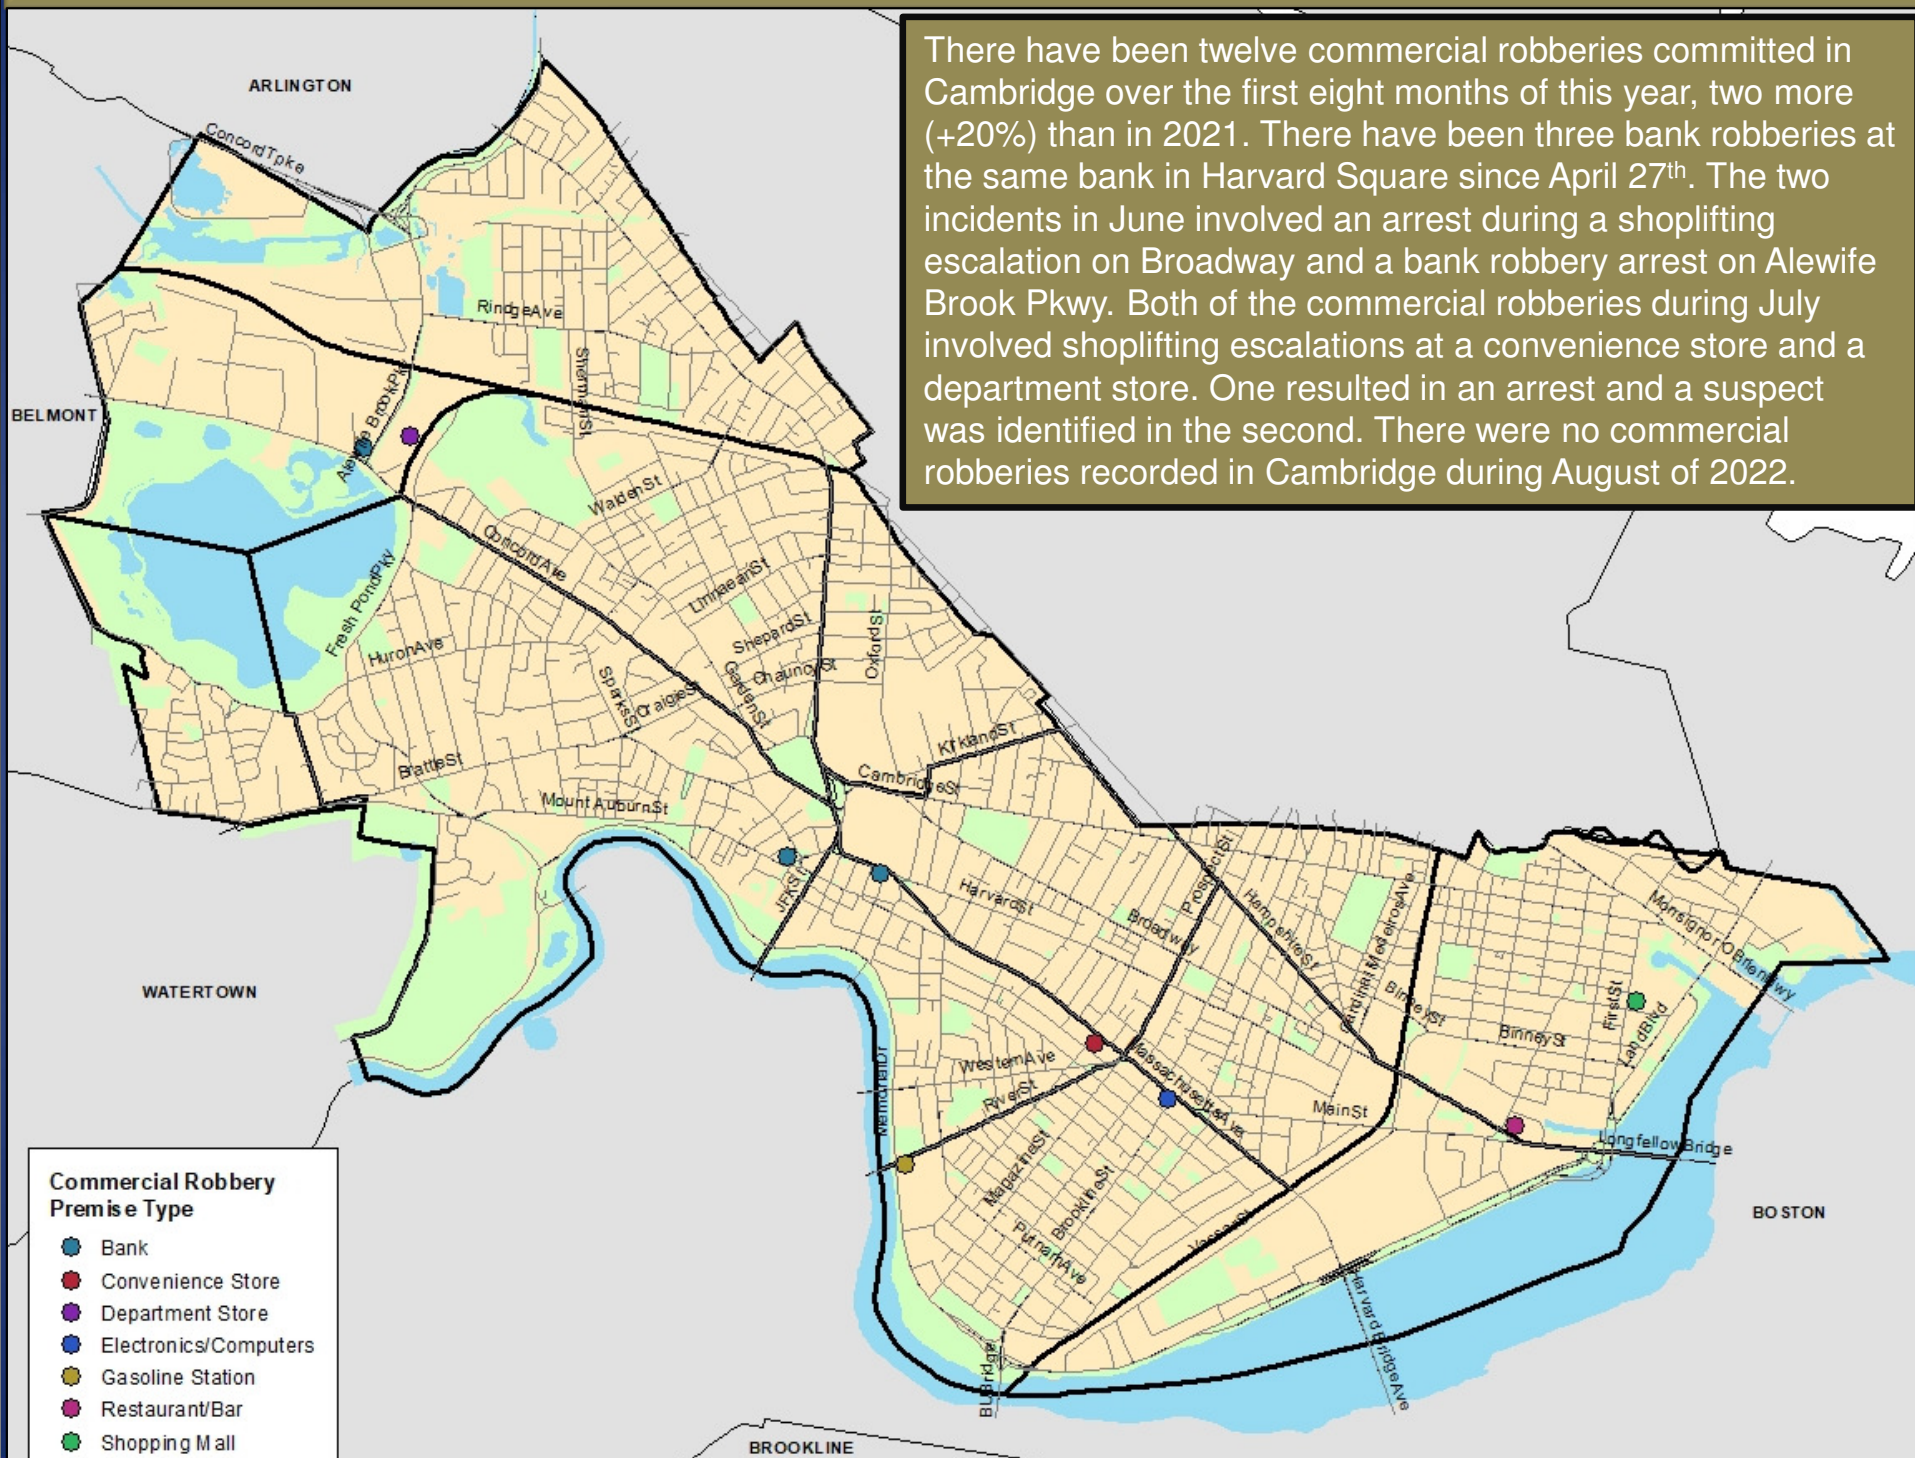 There have been twelve commercial robberies committed in
Cambridge over the first eight months of this year, two more
(+20%) than in 2021. There have been three bank robberies at
the same bank in Harvard Square since April 27th. The two
incidents in June involved an arrest during a shoplifting
escalation on Broadway and a bank robbery arrest on Alewife
Brook Pkwy. Both of the commercial robberies during July
involved shoplifting escalations at a convenience store and a
department store. One resulted in an arrest and a suspect
was identified in the second. There were no commercial
robberies recorded in Cambridge during August of 2022.
ARLINGTON
Concord Tpke
Rindge Ave
Sherman St
BELMONT
Alewife Brook Pky
Walden St
Concord Ave
Linnaean St
Fresh Pond Pky
Shepard St
Oxford St
Huron Ave
Chauncy St
Garden St
Sparks St
Craigie St
Kirkland St
Brattle St
Cambridge St
Mount Auburn St
JFK St
Harvard St
Prospect St
Broadway
Hampshire St
Cardinal Medeiros Ave
Monsignor OBrien Hwy
WATERTOWN
Binney St
Binney St
First St
Land Blvd
Memorial Dr
Western Ave
River St
Massachusetts Ave
Main St
Longfellow Bridge
Magazine St
Brookline St
Putnam Ave
Vassar St
BOSTON
Harvard Bridge Ave
BU Bridge
BROOKLINE
Commercial Robbery
Premise Type
Bank
Convenience Store
Department Store
Electronics/Computers
Gasoline Station
Restaurant/Bar
Shopping Mall